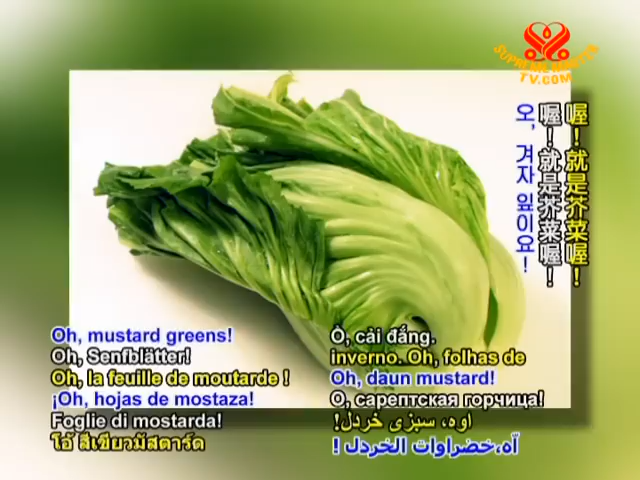 SUPREME MASTER
TV.COM
喔！就是芥菜喔！
喔！就是芥菜喔！
오, 겨자 잎이요!
Oh, mustard greens!
Oh, Senfblätter!
Oh, la feuille de moutarde !
¡Oh, hojas de mostaza!
Foglie di mostarda!
โอ้ สีเขียวมัสตาร์ด
Ò, cải đắng.
inverno. Oh, folhas de
Oh, daun mustard!
О, сарептская горчица!
اوه، سبزی خردل!
آه،خضراوات الخردل !